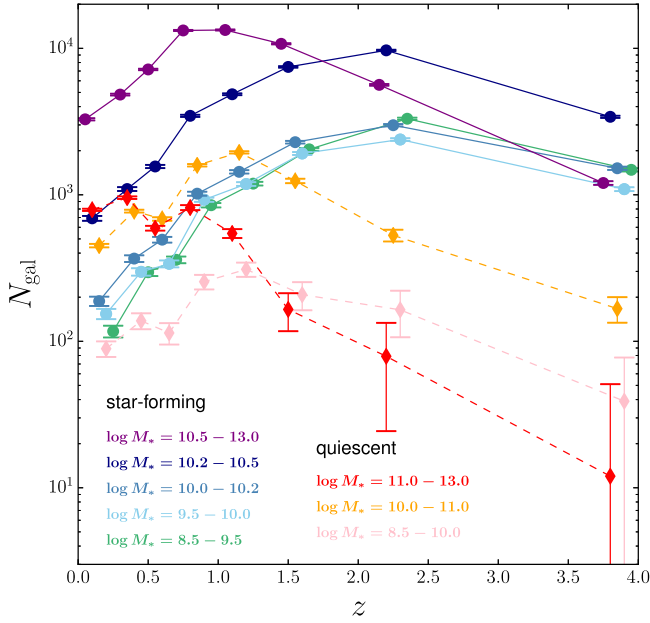 10^4
10^3
10^2
10^1
N_gal
star-forming
log M_* = 10.5 − 13.0
log M_* = 10.2 − 10.5
log M_* = 10.0 − 10.2
log M_* = 9.5 − 10.0
log M_* = 8.5 − 9.5
quiescent
log M_* = 11.0 − 13.0
log M_* = 10.0 − 11.0
log M_* = 8.5 − 10.0
0.0 0.5 1.0 1.5 2.0 2.5 3.0 3.5 4.0
z